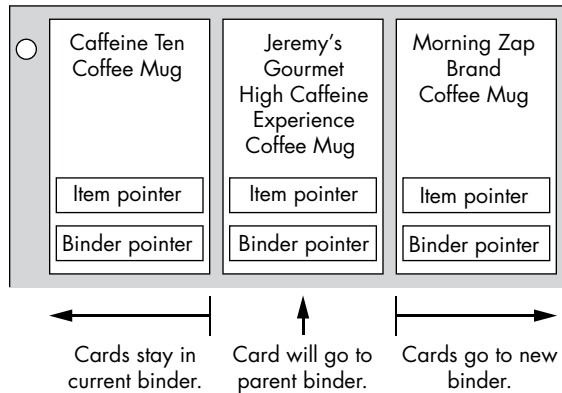 Caffeine Ten
Coffee Mug
Item pointer
Binder pointer
Jeremy's
Gourmet
High Caffeine
Experience
Coffee Mug
Item pointer
Binder pointer
Morning Zap
Brand
Coffee Mug
Item pointer
Binder pointer
Cards stay in
current binder.
Card will go to
parent binder.
Cards go to new
binder.